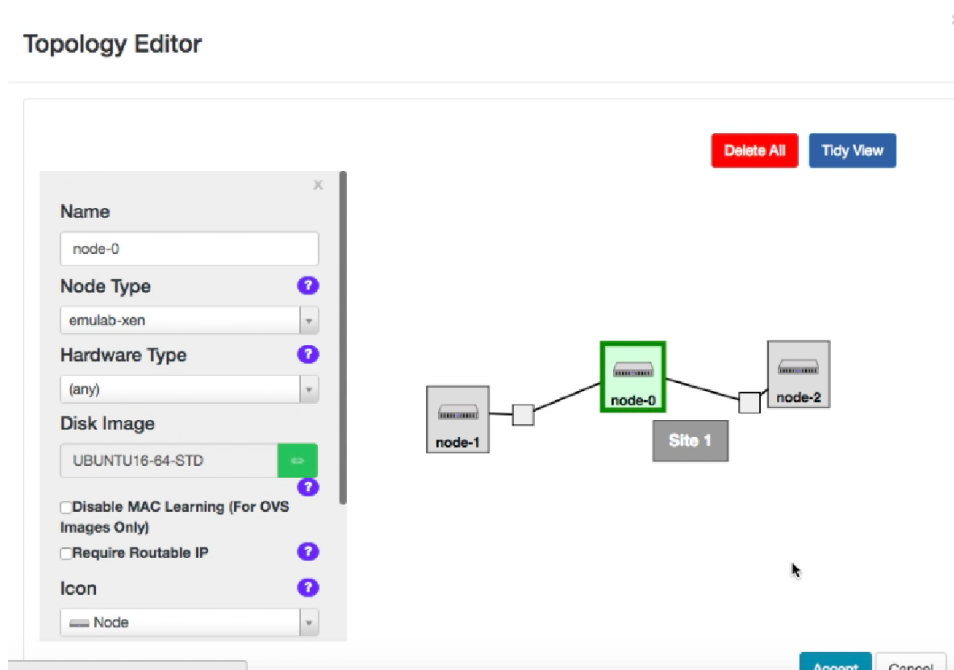 Topology Editor
Delete All
Tidy View
x
Name
node-0
Node Type
?
emulab-xen
Hardware Type
?
(any)
Disk Image
UBUNTU16-64-STD
?
Disable MAC Learning (For OVS
Images Only)
Require Routable IP
?
Icon
?
Node
node-1
node-0
node-2
Site 1
Accept
Cancel